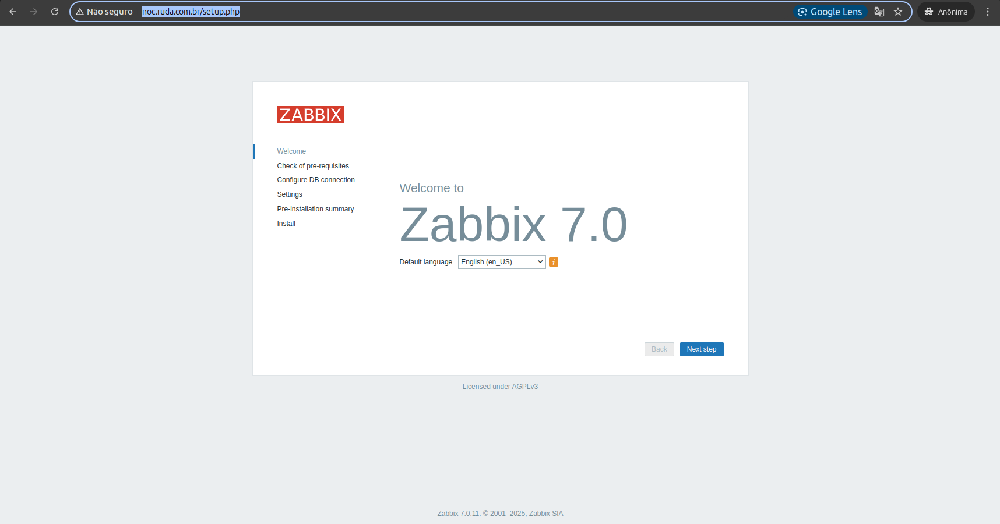 Não seguro noc.ruda.com.br/setup.php Google Lens Anônima
ZABBIX
Welcome
Check of pre-requisites
Configure DB connection
Settings
Pre-installation summary
Install
Welcome to
Zabbix 7.0
Default language English (en_US) i
Back Next step
Licensed under AGPLv3
Zabbix 7.0.11. © 2001–2025, Zabbix SIA